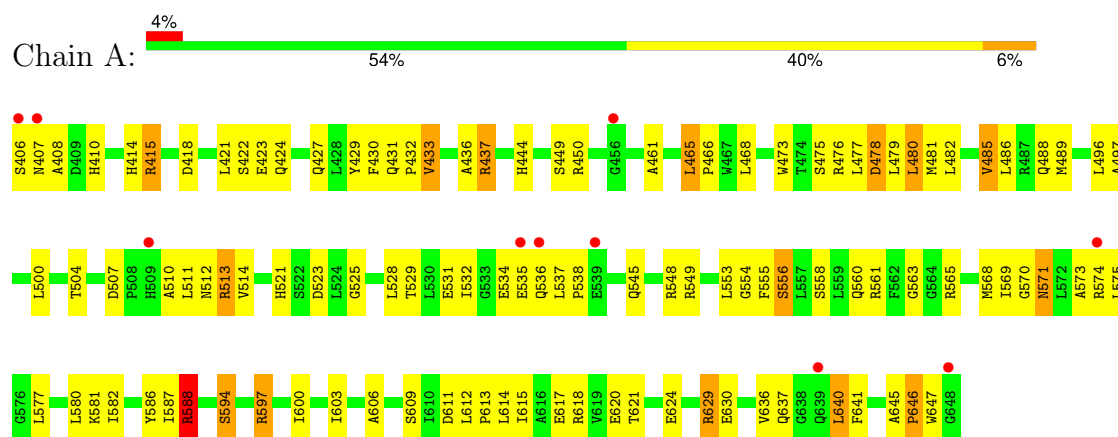 4%
Chain A:
54% 40% 6%
S406 N407 A408 D409 H410 H414 R415 D418 L421 S422 E423 Q424 Q427 L428 Y429 F430 Q431 P432 V433 A436 R437 H444 S449 R450 G456 A461 L465 P466 W467 L468 W473 T474 S475 R476 L477 D478 L479 L480 M481 L482 V485 L486 R487 Q488 M489 L496 A497
L500 T504 D507 P508 H509 A510 L511 N512 R513 V514 H521 S522 D523 L524 G525 L528 T529 L530 E531 I532 G533 E534 E535 Q536 L537 P538 E539 Q545 R548 R549 L553 G554 F555 S556 L557 S558 L559 Q560 R561 F562 G563 G564 R565 M568 I569 G570 N571 L572 A573 R574 L575
G576 L577 L580 K581 I582 Y586 I587 R588 S594 R597 I600 I603 A606 S609 I610 D611 L612 P613 L614 I615 A616 E617 R618 V619 E620 T621 E624 R629 E630 V636 Q637 G638 Q639 L640 F641 A645 P646 W647 G648